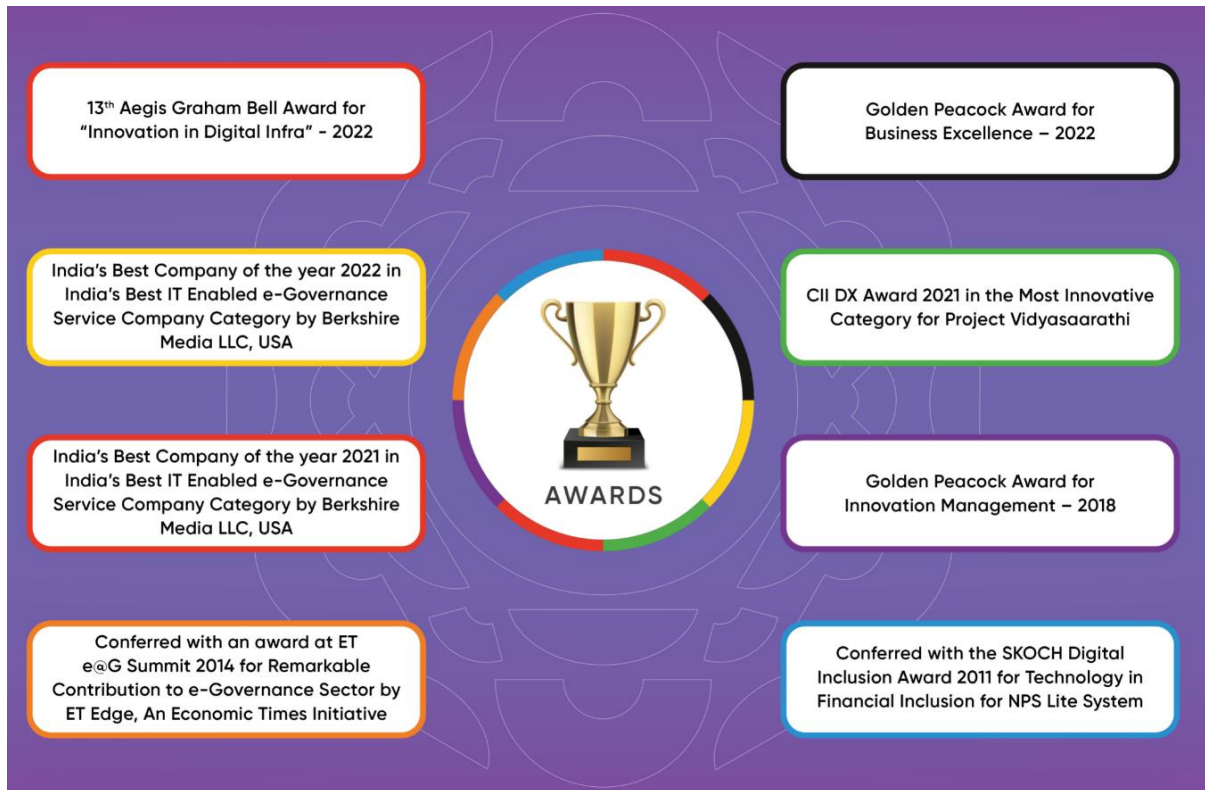 13th Aegis Graham Bell Award for
“Innovation in Digital Infra” - 2022
Golden Peacock Award for
Business Excellence – 2022
India’s Best Company of the year 2022 in
India’s Best IT Enabled e-Governance
Service Company Category by Berkshire
Media LLC, USA
CII DX Award 2021 in the Most Innovative
Category for Project Vidyasaarathi
AWARDS
India’s Best Company of the year 2021 in
India’s Best IT Enabled e-Governance
Service Company Category by Berkshire
Media LLC, USA
Golden Peacock Award for
Innovation Management – 2018
Conferred with an award at ET
e@G Summit 2014 for Remarkable
Contribution to e-Governance Sector by
ET Edge, An Economic Times Initiative
Conferred with the SKOCH Digital
Inclusion Award 2011 for Technology in
Financial Inclusion for NPS Lite System